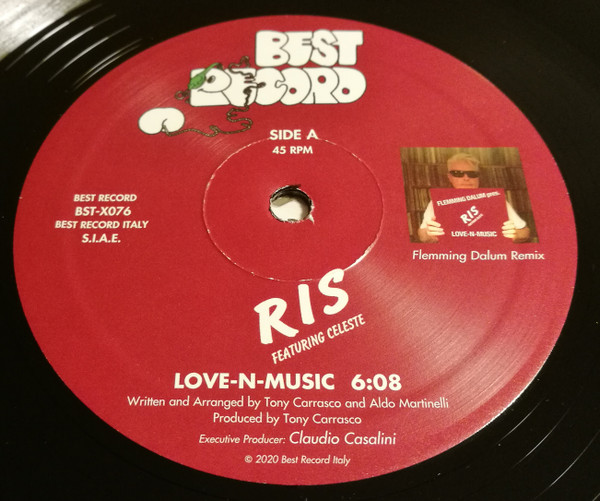 BEST
RECORD
SIDE A
45 RPM
BEST RECORD
BST-X076
BEST RECORD ITALY
S.I.A.E.
FLEMMING DALUM pres.
RIS
LOVE-N-MUSIC
Flemming Dalum Remix
RIS
FEATURING CELESTE
LOVE-N-MUSIC 6:08
Written and Arranged by Tony Carrasco and Aldo Martinelli
Produced by Tony Carrasco
Executive Producer: Claudio Casalini
© 2020 Best Record Italy